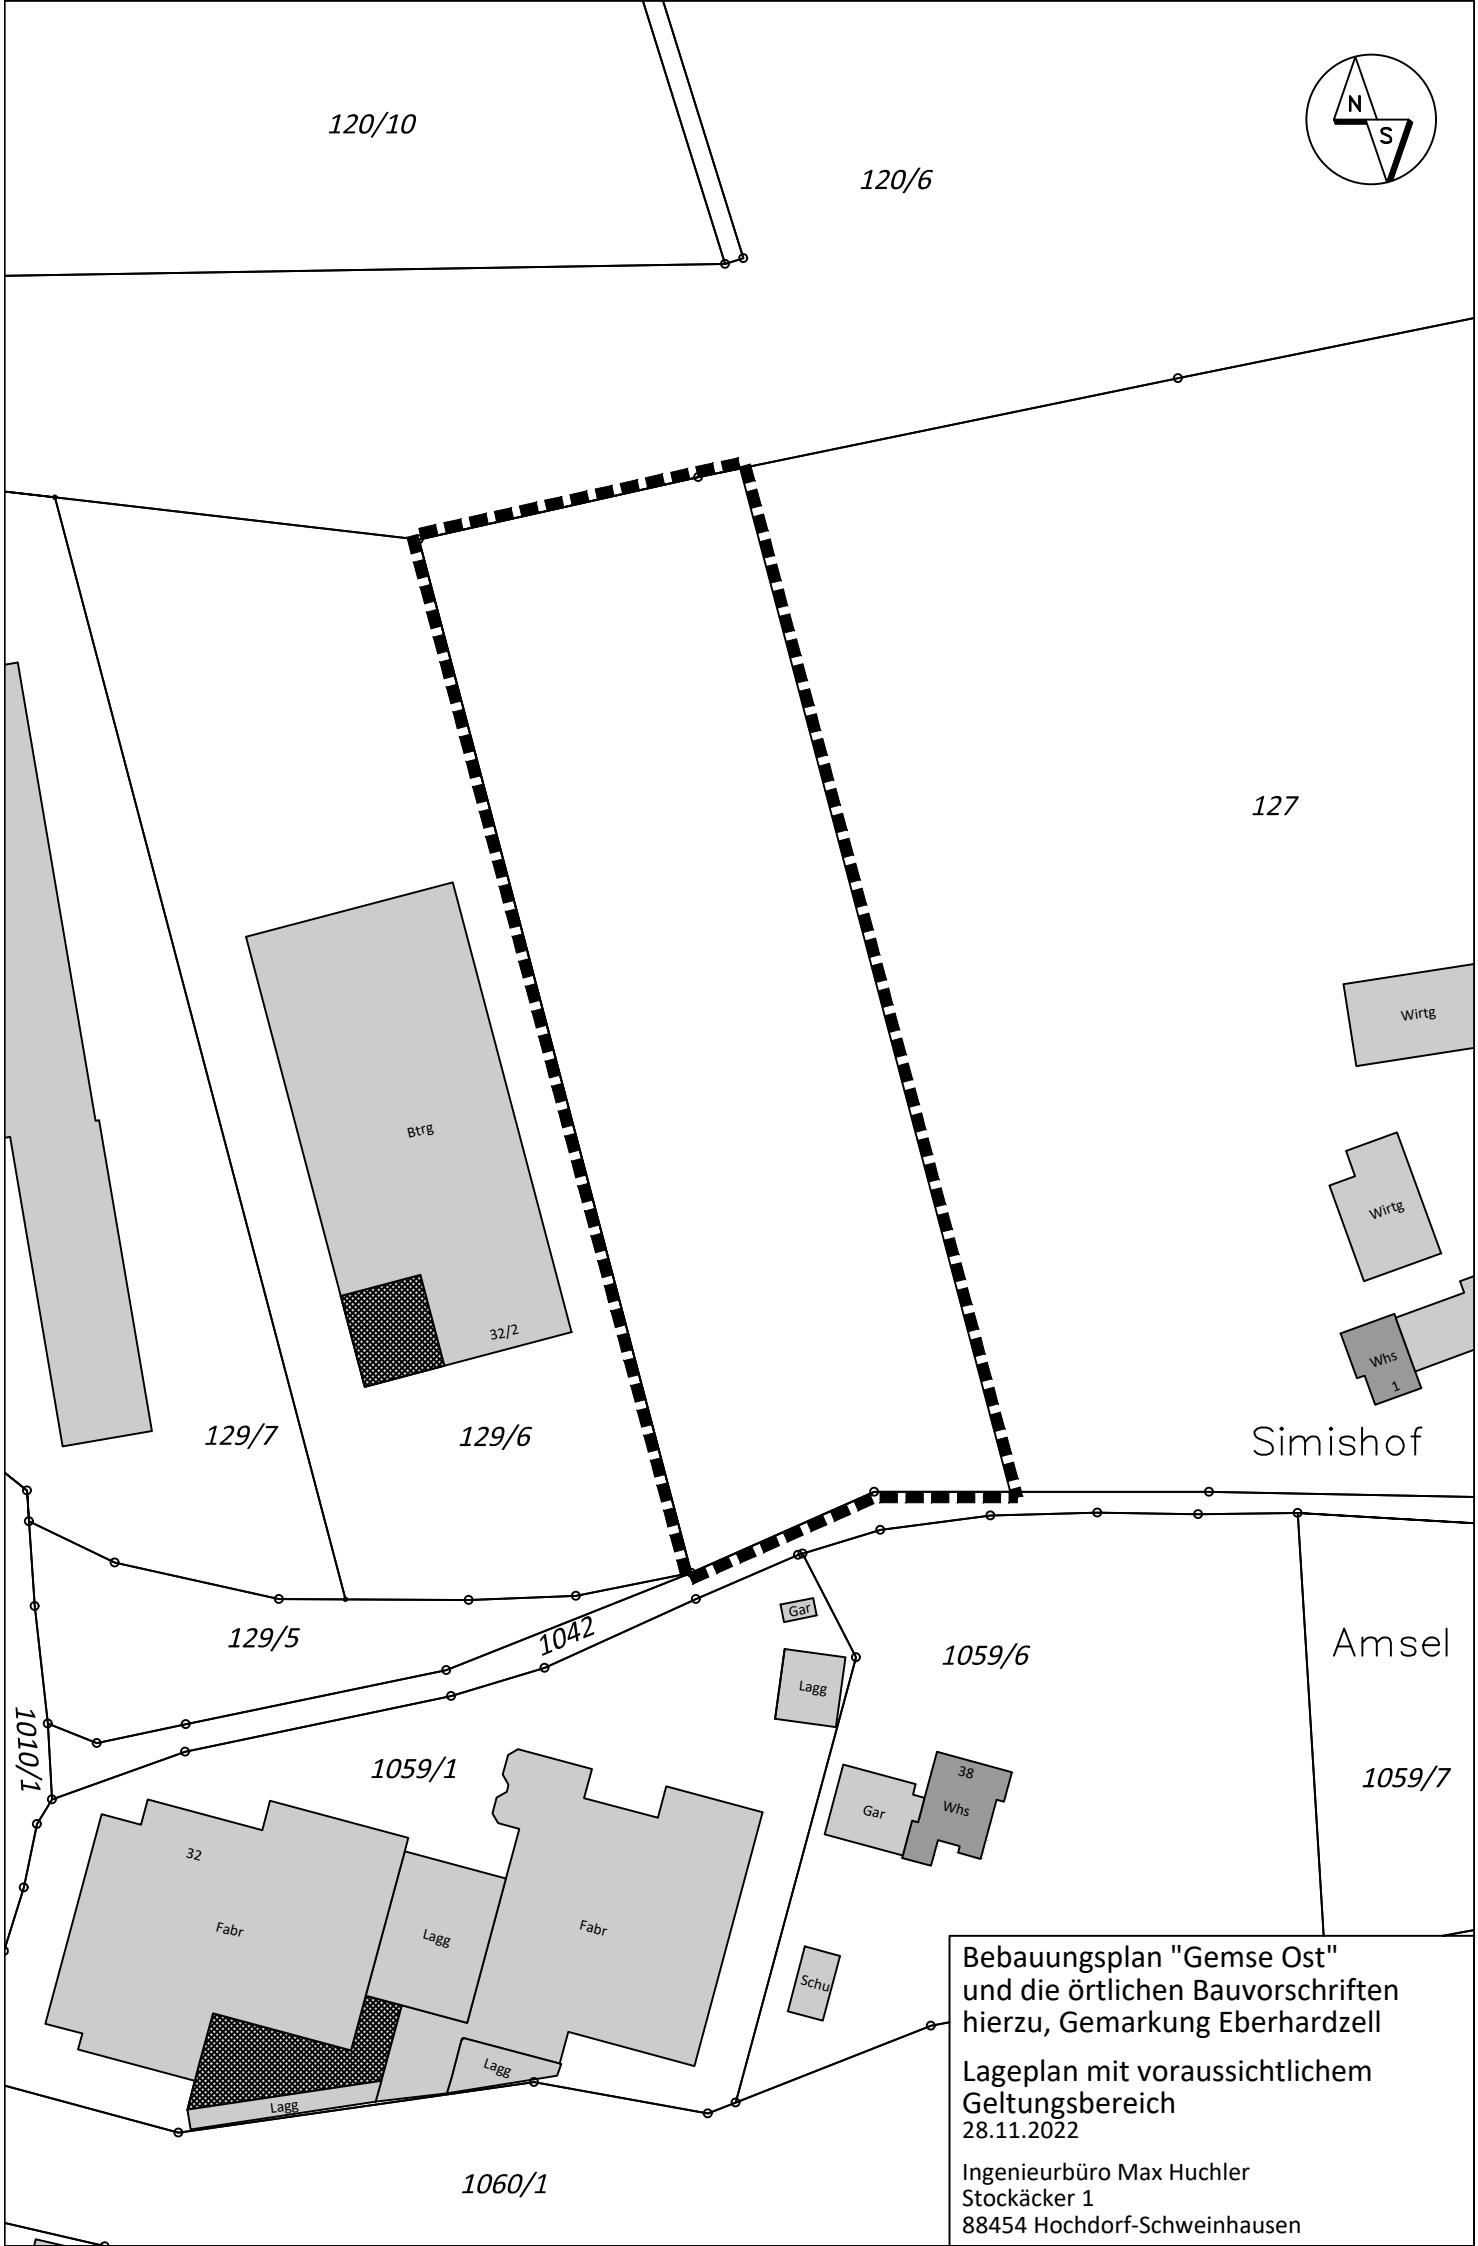 120/10
N
S
120/6
127
Wirtg
Btrg
Wirtg
32/2
Whs
1
129/7
129/6
Simishof
Gar
129/5
1042
1059/6
Amsel
Lagg
1010/1
1059/1
38
1059/7
Gar
Whs
32
Fabr
Lagg
Fabr
Schu
Lagg
Lagg
1060/1
Bebauungsplan "Gemse Ost"
und die örtlichen Bauvorschriften
hierzu, Gemarkung Eberhardzell
Lageplan mit voraussichtlichem
Geltungsbereich
28.11.2022
Ingenieurbüro Max Huchler
Stockäcker 1
88454 Hochdorf-Schweinhausen